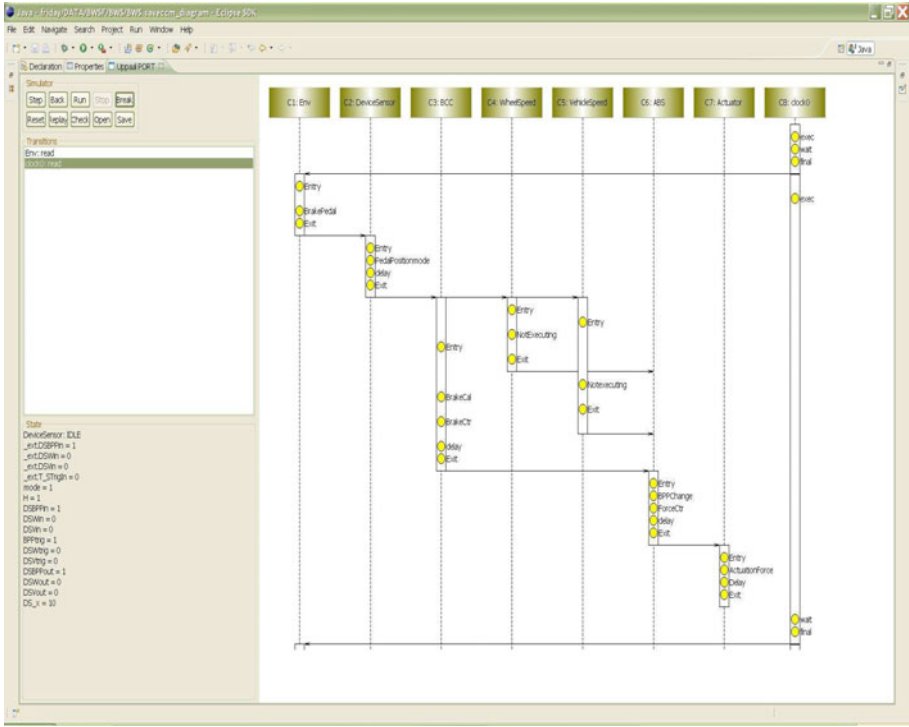 Java - friday/DATA/BWSF/BWS/BWS.saveccm_diagram - Eclipse SDK
File Edit Navigate Search Project Run Window Help
Java
Declaration Properties Uppaal PORT
Simulator
Step Back Run Stop Break
Reset Replay Check Open Save
Transitions
Env: read
clock0: read
State
DeviceSensor: IDLE
_ext.DSBPPin = 1
_ext.DSWin = 0
_ext.DSVin = 0
_ext.T_STrigIn = 0
mode = 1
H = 1
DSBPPin = 1
DSWin = 0
DSVin = 0
BPPtrig = 1
DSWtrig = 0
DSVtrig = 0
DSBPPout = 1
DSWout = 0
DSVout = 0
DS_x = 10
C1: Env C2: DeviceSensor C3: BCC C4: WheelSpeed C5: VehicleSpeed C6: ABS C7: Actuator C8: clock0
exec
wait
final
Entry
exec
BrakePedal
Exit
Entry
PedalPositionmode
delay
Exit
Entry
Entry
NotExecuting
Entry
Exit
Notexecuting
BrakeCal
Exit
BrakeCtr
delay
Exit
Entry
BPPChange
ForceCtr
delay
Exit
Entry
ActuationForce
Delay
Exit
wait
final